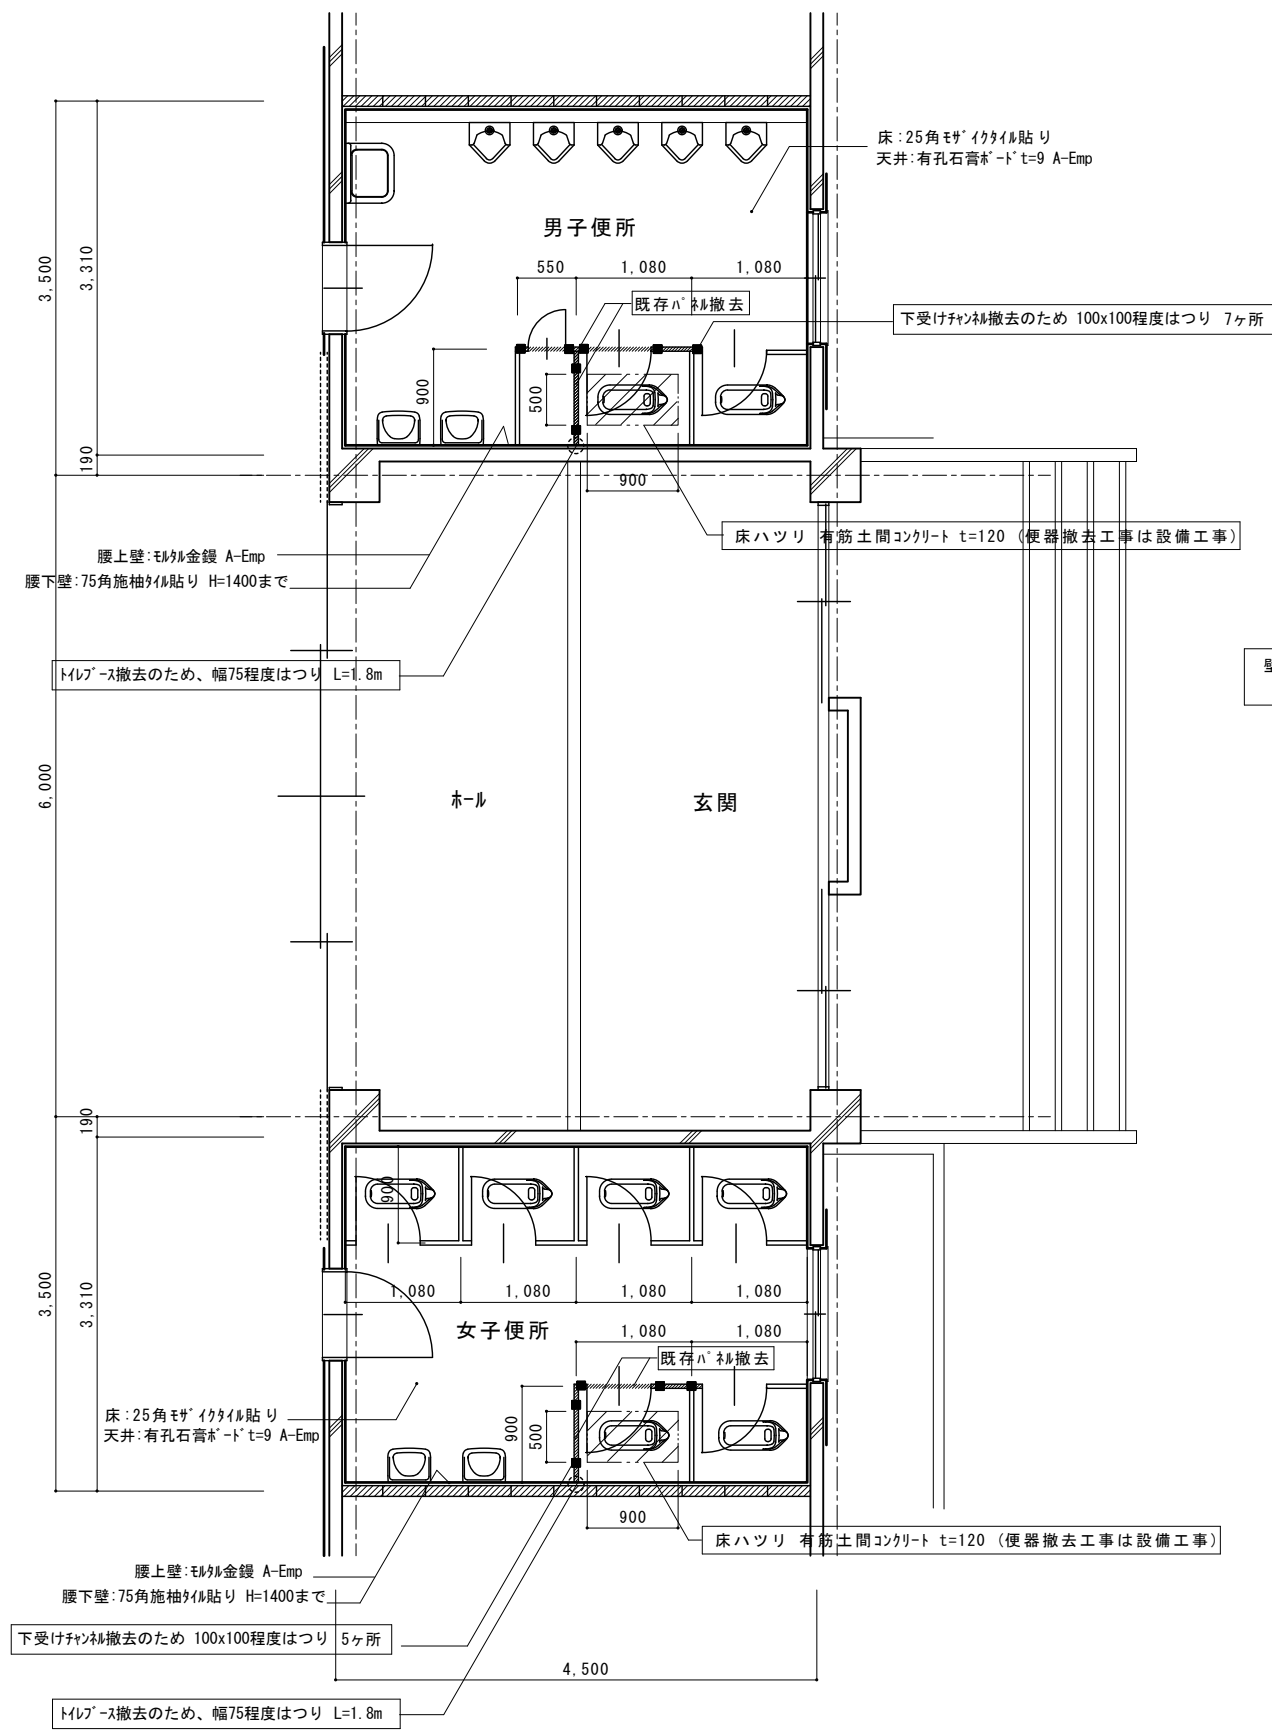 床:25角ﾓｻﾞｲｸﾀｲﾙ貼り
天井:有孔石膏ﾎﾞｰﾄﾞt=9 A-Emp
男子便所
3,500
3,310
190
550
1,080
1,080
既存ﾊﾟﾈﾙ撤去
下受けﾁｬﾝﾈﾙ撤去のため 100x100程度はつり 7ヶ所
900
500
900
床ハツリ 有筋土間ｺﾝｸﾘｰﾄ t=120 (便器撤去工事は設備工事)
腰上壁:ﾓﾙﾀﾙ金鏝 A-Emp
腰下壁:75角施柚ﾀｲﾙ貼り H=1400まで
ﾄｲﾚﾌﾞｰｽ撤去のため、幅75程度はつり L=1.8m
壁
6,000
ﾎｰﾙ
玄関
190
900
3,500
3,310
1,080
1,080
1,080
1,080
女子便所
1,080
1,080
既存ﾊﾟﾈﾙ撤去
床:25角ﾓｻﾞｲｸﾀｲﾙ貼り
天井:有孔石膏ﾎﾞｰﾄﾞt=9 A-Emp
900
500
900
床ハツリ 有筋土間ｺﾝｸﾘｰﾄ t=120 (便器撤去工事は設備工事)
腰上壁:ﾓﾙﾀﾙ金鏝 A-Emp
腰下壁:75角施柚ﾀｲﾙ貼り H=1400まで
下受けﾁｬﾝﾈﾙ撤去のため 100x100程度はつり 5ヶ所
4,500
ﾄｲﾚﾌﾞｰｽ撤去のため、幅75程度はつり L=1.8m